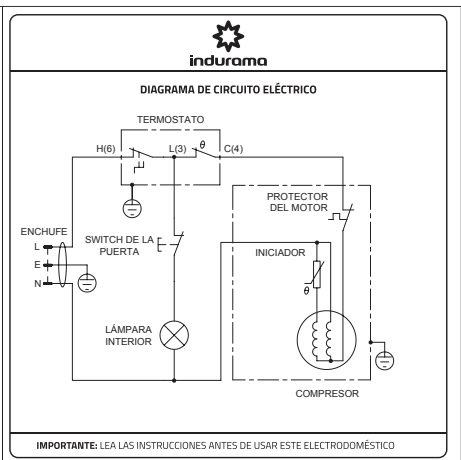 indurama
DIAGRAMA DE CIRCUITO ELÉCTRICO
TERMOSTATO
H(6)
L(3)
θ
C(4)
PROTECTOR
DEL MOTOR
ENCHUFE
L
E
N
SWITCH DE LA
PUERTA
INICIADOR
θ
LÁMPARA
INTERIOR
COMPRESOR
IMPORTANTE: LEA LAS INSTRUCCIONES ANTES DE USAR ESTE ELECTRODOMÉSTICO